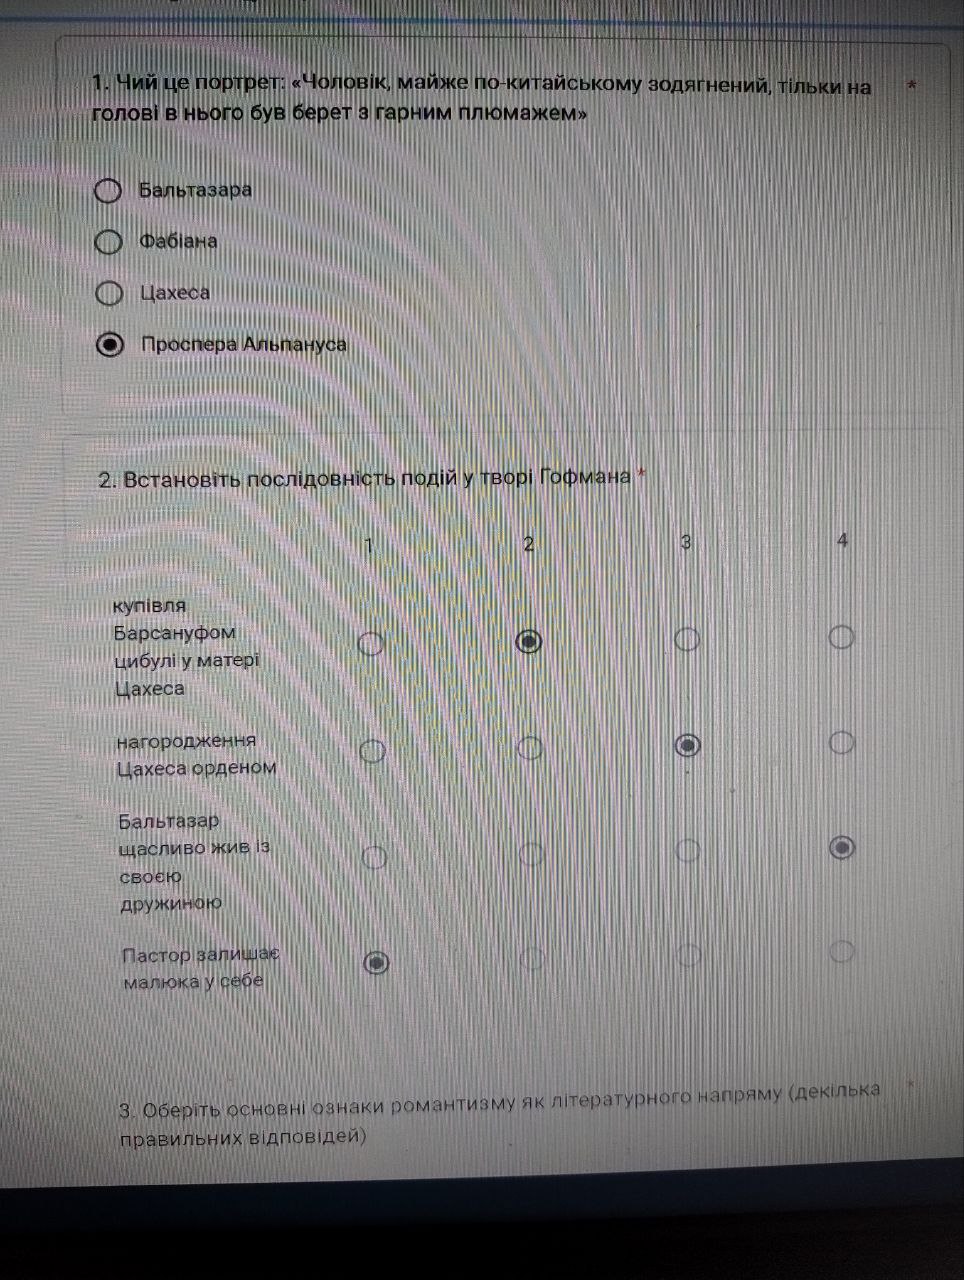 1. Чий це портрет: «Чоловік, майже по-китайському зодягнений, тільки на *
голові в нього був берет з гарним плюмажем»
Бальтазара
Фабіана
Цахеса
Проспера Альпануса
2. Встановіть послідовність подій у творі Гофмана *
1 2 3 4
купівля
Барсануфом
цибулі у матері
Цахеса
нагородження
Цахеса орденом
Бальтазар
щасливо жив із
своєю
дружиною
Пастор залишає
малюка у себе
3. Оберіть основні ознаки романтизму як літературного напряму (декілька *
правильних відповідей)